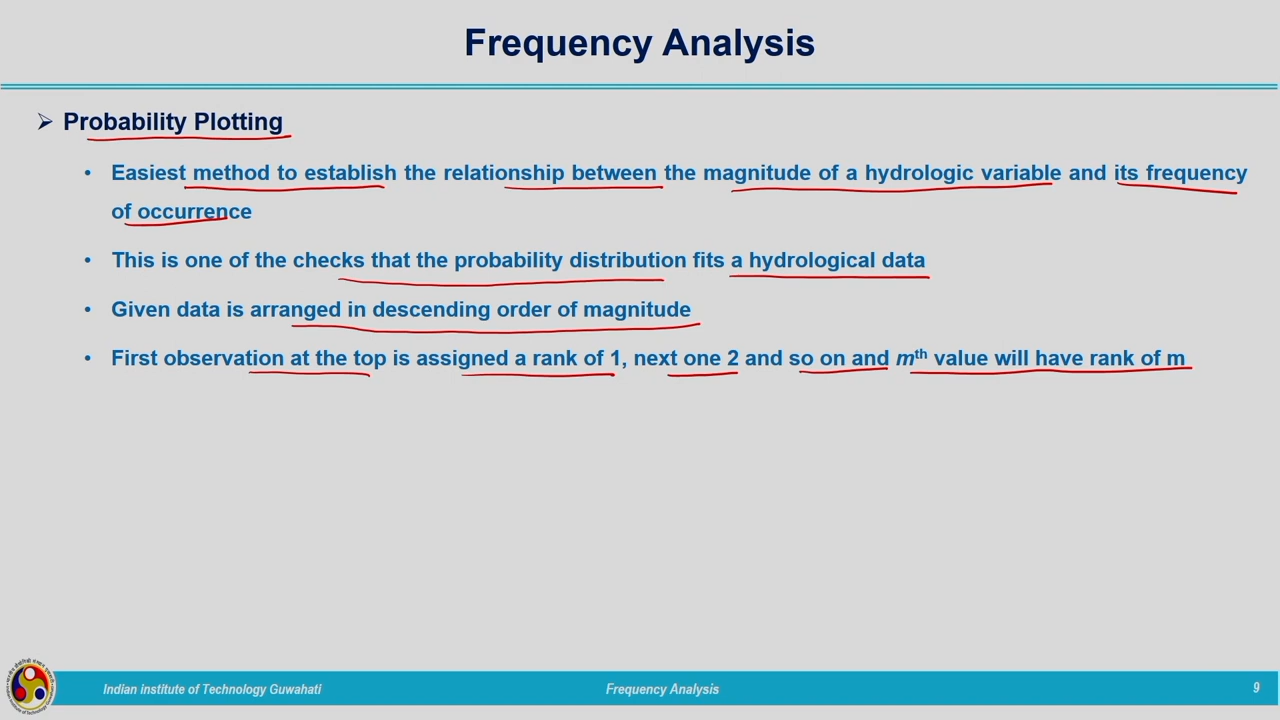 Frequency Analysis
➢ Probability Plotting
• Easiest method to establish the relationship between the magnitude of a hydrologic variable and its frequency
of occurrence
• This is one of the checks that the probability distribution fits a hydrological data
• Given data is arranged in descending order of magnitude
• First observation at the top is assigned a rank of 1, next one 2 and so on and mth value will have rank of m
Indian institute of Technology Guwahati Frequency Analysis 9